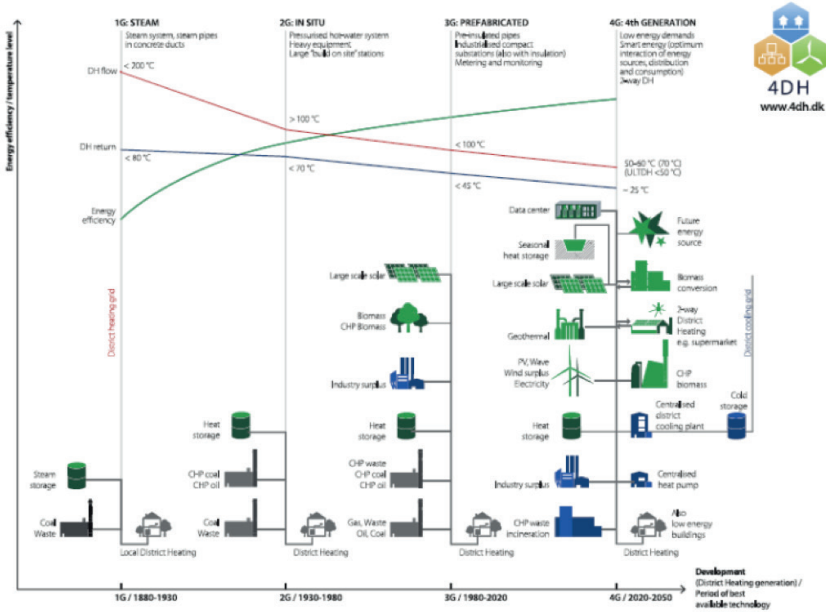 1G: STEAM
Steam system, steam pipes
in concrete ducts
2G: IN SITU
Pressurised hot-water system
Heavy equipment
Large "build on site" stations
3G: PREFABRICATED
Pre-insulated pipes
Industrialised compact
substations (also with insulation)
Metering and monitoring
4G: 4th GENERATION
Low energy demands
Smart energy (optimum
interaction of energy
sources, distribution
and consumption)
2-way DH
4DH
www.4dh.dk
Energy efficiency / temperature level
DH flow
< 200 °C
> 100 °C
< 100 °C
50–60 °C (70 °C)
(ULTDH <50 °C)
DH return
< 80 °C
< 70 °C
< 45 °C
~ 25 °C
Energy
efficiency
District heating grid
District cooling grid
Data center
Future
energy
source
Seasonal
heat storage
Large scale solar
Large scale solar
Biomass
conversion
Biomass
CHP Biomass
Geothermal
2-way
District
Heating
e.g. supermarket
Industry surplus
PV, Wave
Wind surplus
Electricity
CHP
biomass
Heat
storage
Heat
storage
Heat
storage
Centralised
district
cooling plant
Cold
storage
Steam
storage
CHP coal
CHP oil
CHP waste
CHP coal
CHP oil
Industry surplus
Centralised
heat pump
Coal
Waste
Coal
Waste
Gas, Waste
Oil, Coal
CHP waste
incineration
Also
low energy
buildings
Local District Heating
District Heating
District Heating
District Heating
1G / 1880-1930
2G / 1930-1980
3G / 1980-2020
4G / 2020-2050
Development
(District Heating generation) /
Period of best
available technology